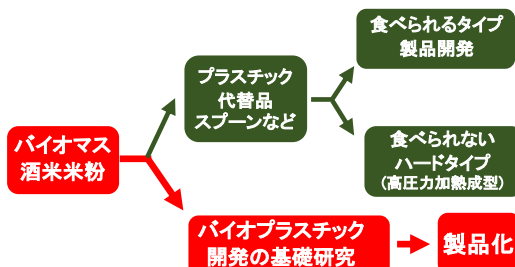 食べられるタイプ
製品開発
プラスチック
代替品
スプーンなど
バイオマス
酒米米粉
食べられない
ハードタイプ
(高圧力加熱成型)
バイオプラスチック
開発の基礎研究
製品化